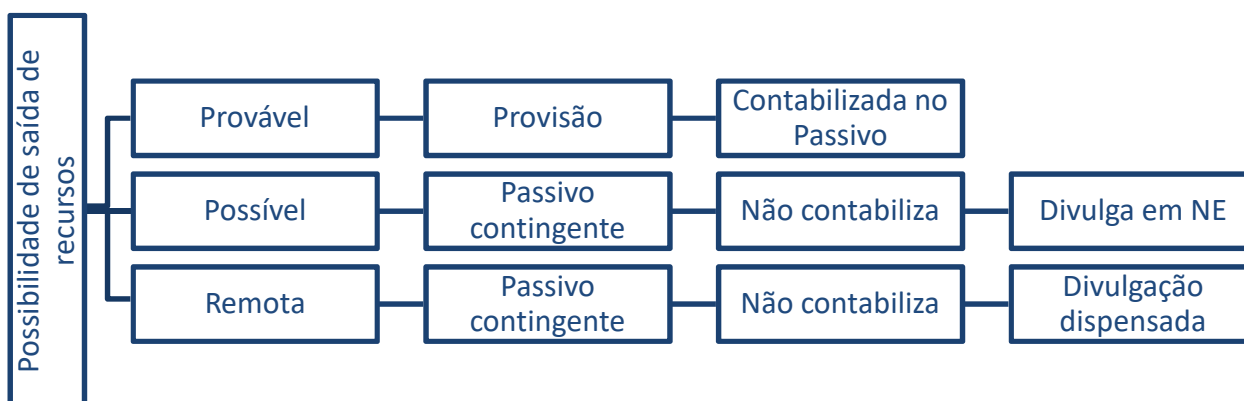 Possibilidade de saída de
recursos
Provável
Provisão
Contabilizada no
Passivo
Possível
Passivo
contingente
Não contabiliza
Divulga em NE
Remota
Passivo
contingente
Não contabiliza
Divulgação
dispensada